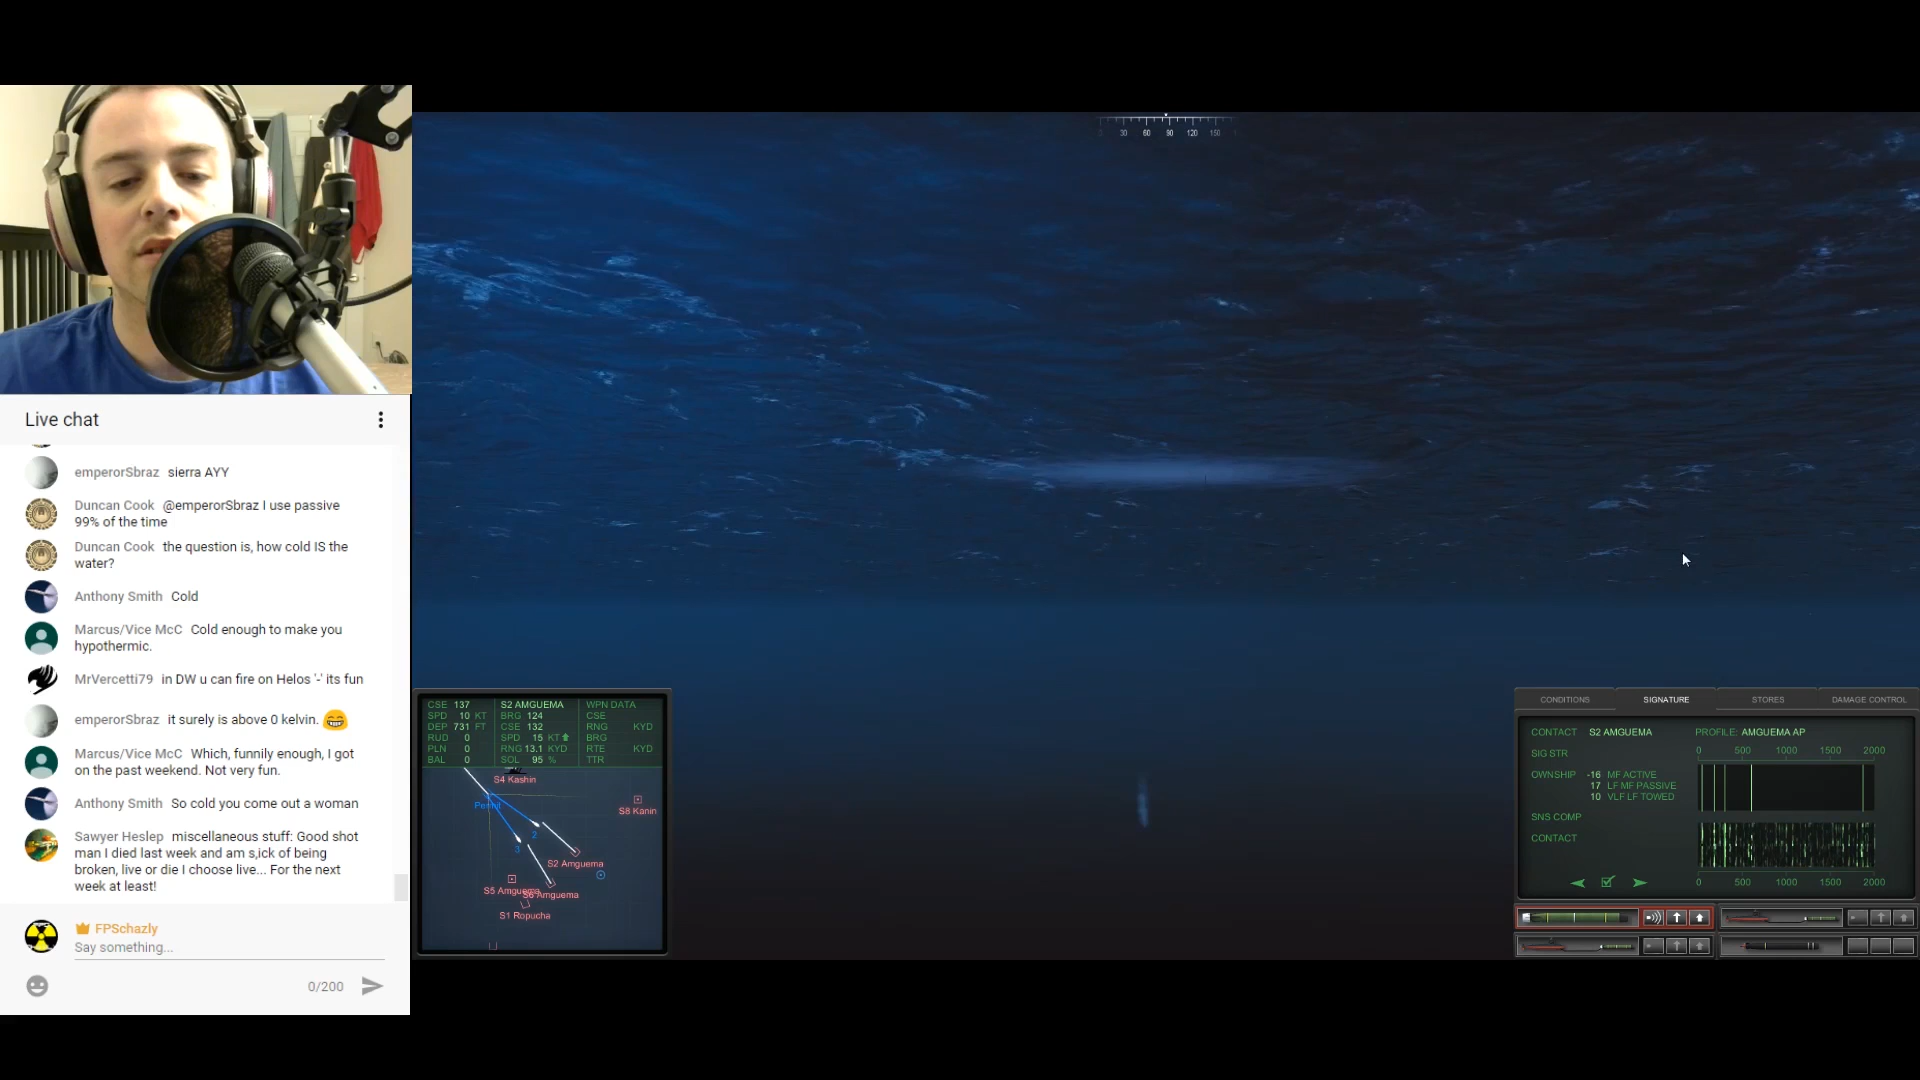 Live chat
emperorSbraz sierra AYY
Duncan Cook @emperorSbraz I use passive
99% of the time
Duncan Cook the question is, how cold IS the
water?
Anthony Smith Cold
Marcus/Vice McC Cold enough to make you
hypothermic.
MrVercetti79 in DW u can fire on Helos '-' its fun
emperorSbraz it surely is above 0 kelvin.
Marcus/Vice McC Which, funnily enough, I got
on the past weekend. Not very fun.
Anthony Smith So cold you come out a woman
Sawyer Heslep miscellaneous stuff: Good shot
man I died last week and am s,ick of being
broken, live or die I choose live... For the next
week at least!
FPSchazly
Say something...
0/200
30 60 90 120 150
CSE 137 S2 AMGUEMA WPN DATA
SPD 10 KT BRG 124 CSE
DEP 731 FT CSE 132 RNG KYD
RUD 0 SPD 15 KT BRG
PLN 0 RNG 13.1 KYD RTE KYD
BAL 0 SOL 95 % TTR
S4 Kashin
S8 Kanin
2
3
S2 Amguema
S5 Amguema
S6 Amguema
S1 Ropucha
CONDITIONS SIGNATURE STORES DAMAGE CONTROL
CONTACT S2 AMGUEMA PROFILE: AMGUEMA AP
SIG STR 0 500 1000 1500 2000
OWNSHIP -16 MF ACTIVE
17 LF MF PASSIVE
10 VLF LF TOWED
SNS COMP
CONTACT
0 500 1000 1500 2000